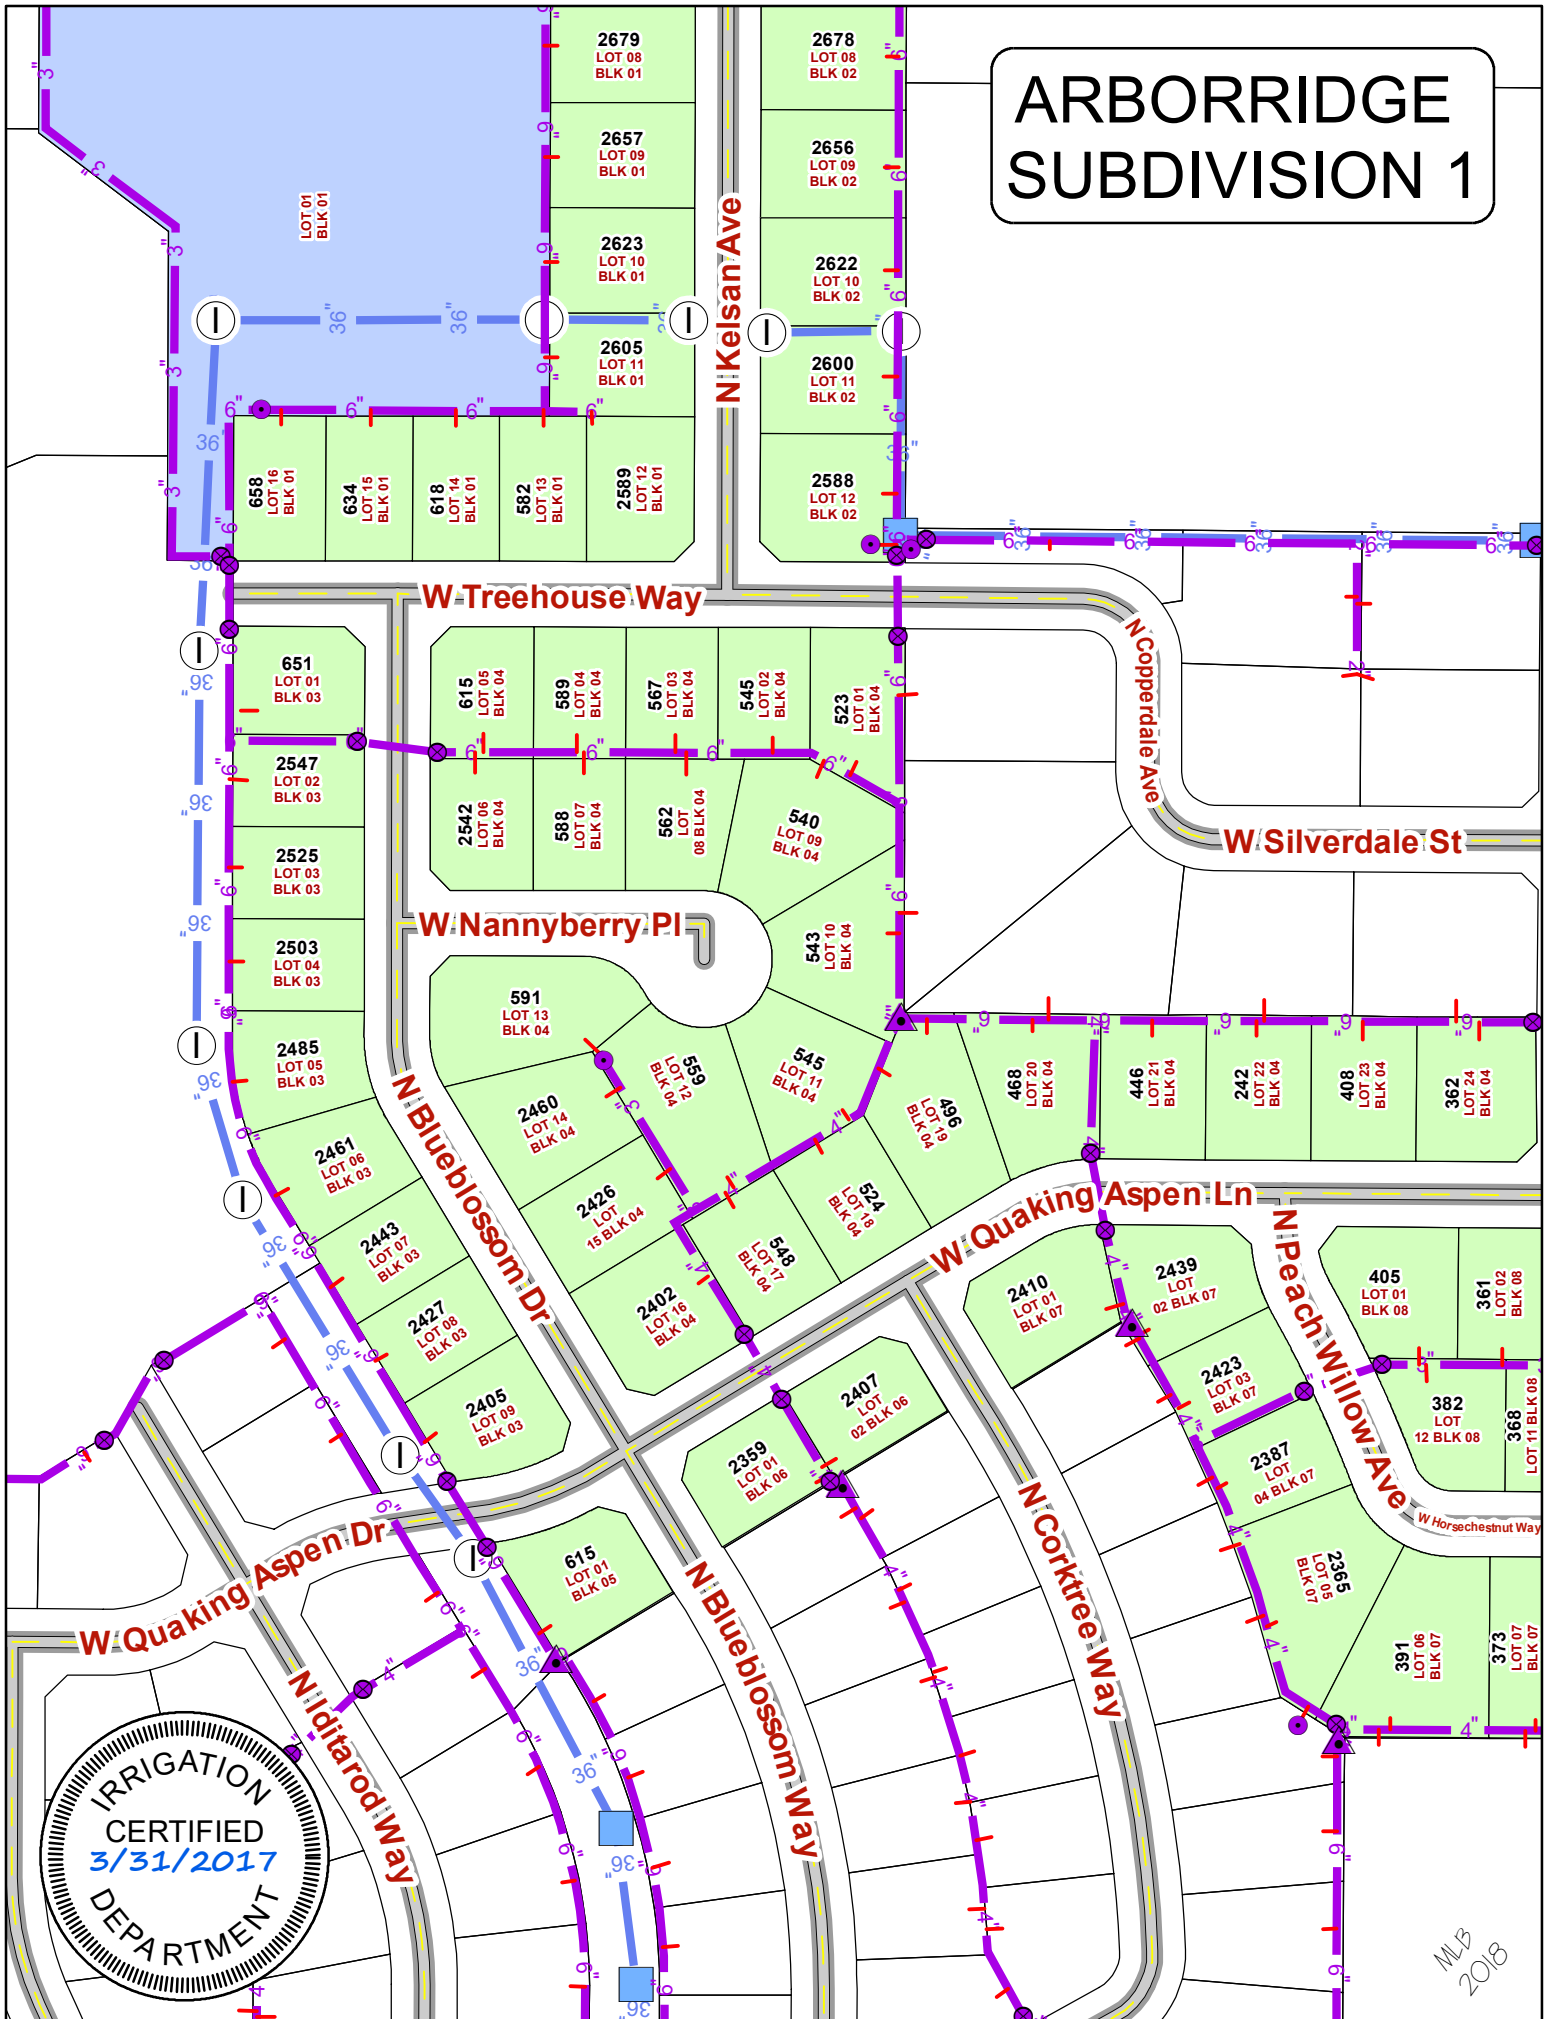 ARBORRIDGE
SUBDIVISION 1
LOT 01
BLK 01
2679
LOT 08
BLK 01
2657
LOT 09
BLK 01
2623
LOT 10
BLK 01
2605
LOT 11
BLK 01
2678
LOT 08
BLK 02
2656
LOT 09
BLK 02
2622
LOT 10
BLK 02
2600
LOT 11
BLK 02
2588
LOT 12
BLK 02
N Kelsan Ave
658
LOT 16
BLK 01
634
LOT 15
BLK 01
618
LOT 14
BLK 01
582
LOT 13
BLK 01
2589
LOT 12
BLK 01
W Treehouse Way
N Copperdale Ave
W Silverdale St
651
LOT 01
BLK 03
2547
LOT 02
BLK 03
2525
LOT 03
BLK 03
2503
LOT 04
BLK 03
2485
LOT 05
BLK 03
2461
LOT 06
BLK 03
2443
LOT 07
BLK 03
2427
LOT 08
BLK 03
2405
LOT 09
BLK 03
615
LOT 05
BLK 04
589
LOT 04
BLK 04
567
LOT 03
BLK 04
545
LOT 02
BLK 04
523
LOT 01
BLK 04
2542
LOT 06
BLK 04
588
LOT 07
BLK 04
562
LOT
08 BLK 04
540
LOT 09
BLK 04
543
LOT 10
BLK 04
W Nannyberry Pl
591
LOT 13
BLK 04
559
LOT 12
BLK 04
545
LOT 11
BLK 04
2460
LOT 14
BLK 04
2426
LOT
15 BLK 04
2402
LOT 16
BLK 04
548
LOT 17
BLK 04
524
LOT 18
BLK 04
496
LOT 19
BLK 04
468
LOT 20
BLK 04
446
LOT 21
BLK 04
242
LOT 22
BLK 04
408
LOT 23
BLK 04
362
LOT 24
BLK 04
N Blueblossom Dr
W Quaking Aspen Ln
N Peach Willow Ave
2410
LOT 01
BLK 07
2439
LOT
02 BLK 07
2423
LOT 03
BLK 07
2387
LOT
04 BLK 07
2365
LOT 05
BLK 07
391
LOT 06
BLK 07
373
LOT 07
BLK 07
405
LOT 01
BLK 08
361
LOT 02
BLK 08
382
LOT
12 BLK 08
368
LOT 11 BLK 08
W Horsechestnut Way
2407
LOT
02 BLK 06
2359
LOT 01
BLK 06
615
LOT 01
BLK 05
W Quaking Aspen Dr
N Iditarod Way
N Blueblossom Way
N Corktree Way
IRRIGATION
CERTIFIED
3/31/2017
DEPARTMENT
MLB
2018
3"
3"
3"
3"
3"
6"
6"
6"
6"
36"
36"
36"
36"
36"
36"
4"
4"
4"